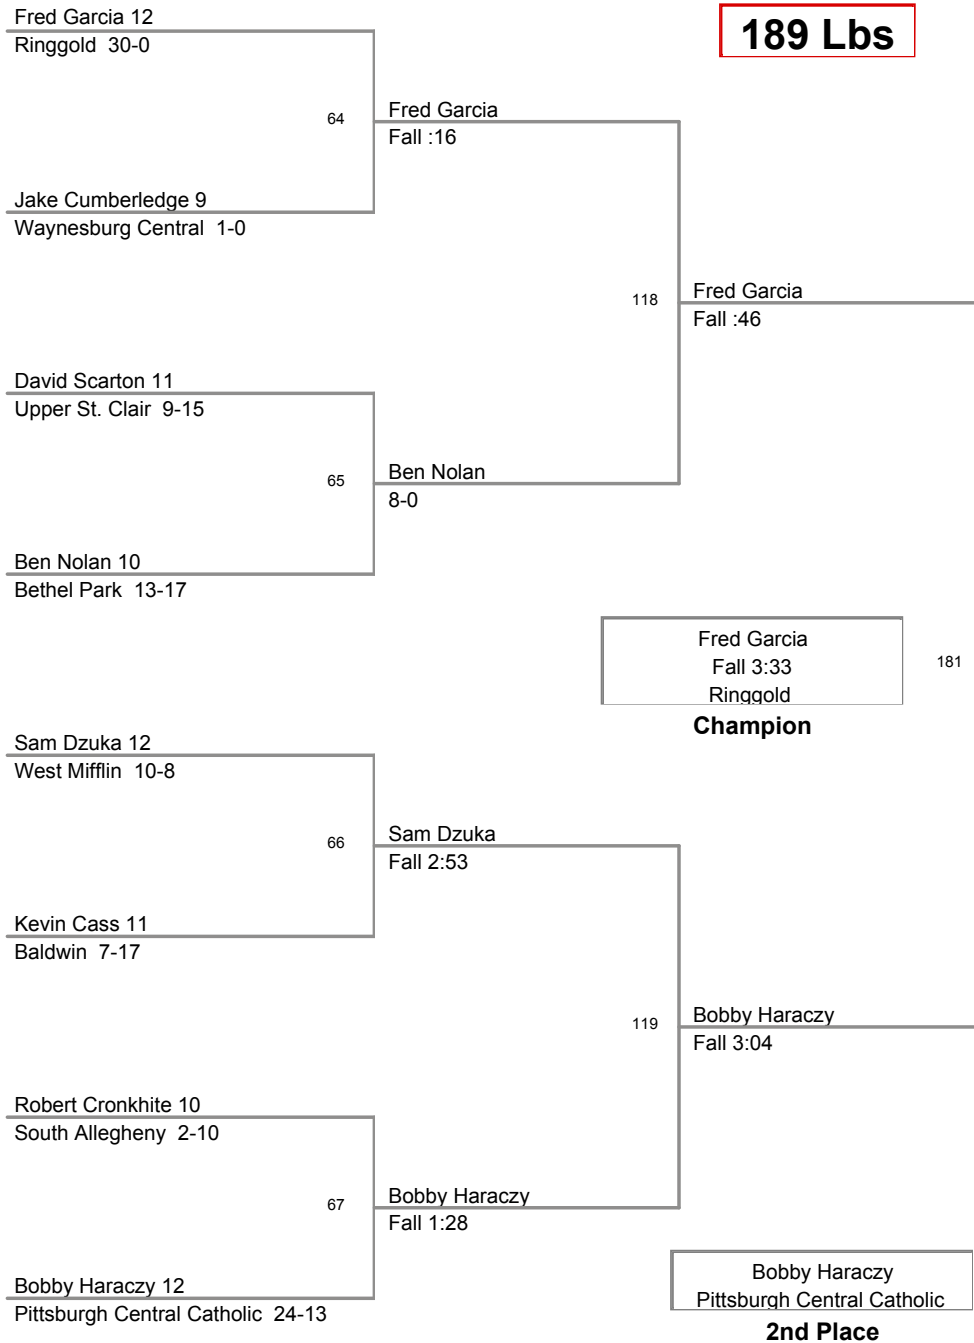 Fred Garcia 12
Ringgold 30-0
189 Lbs
64
Fred Garcia
Fall :16
Jake Cumberledge 9
Waynesburg Central 1-0
118
Fred Garcia
Fall :46
David Scarton 11
Upper St. Clair 9-15
65
Ben Nolan
8-0
Ben Nolan 10
Bethel Park 13-17
Fred Garcia
Fall 3:33
Ringgold
181
Champion
Sam Dzuka 12
West Mifflin 10-8
66
Sam Dzuka
Fall 2:53
Kevin Cass 11
Baldwin 7-17
119
Bobby Haraczy
Fall 3:04
Robert Cronkhite 10
South Allegheny 2-10
67
Bobby Haraczy
Fall 1:28
Bobby Haraczy 12
Pittsburgh Central Catholic 24-13
Bobby Haraczy
Pittsburgh Central Catholic
2nd Place